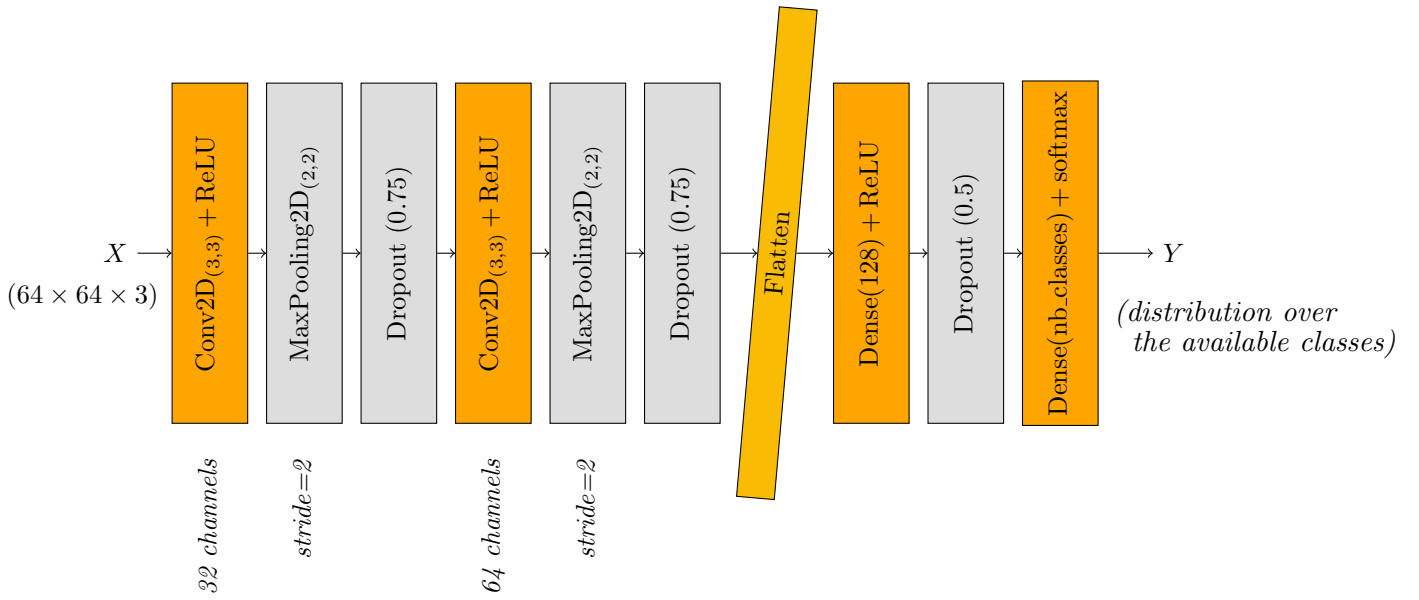 X
(64 × 64 × 3)
Conv2D(3,3) + ReLU
32 channels
MaxPooling2D(2,2)
stride=2
Dropout (0.75)
Conv2D(3,3) + ReLU
64 channels
MaxPooling2D(2,2)
stride=2
Dropout (0.75)
Flatten
Dense(128) + ReLU
Dropout (0.5)
Dense(nb_classes) + softmax
Y
(distribution over
the available classes)